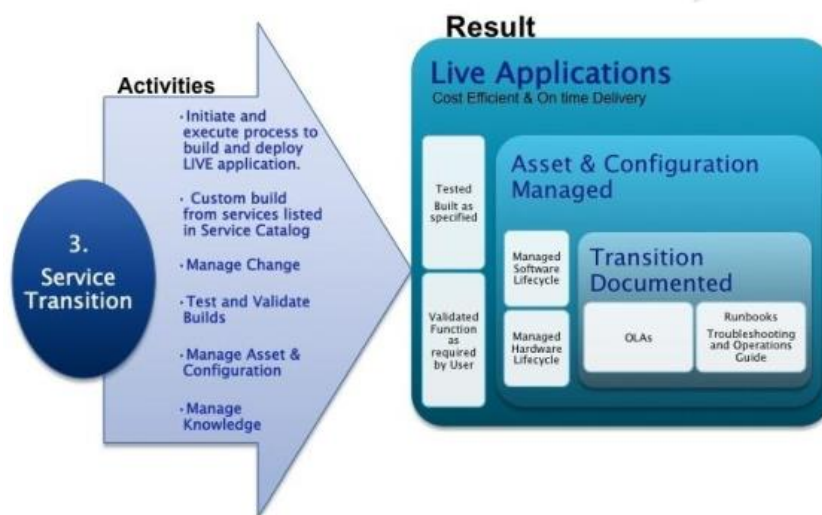 Activities
3.
Service
Transition
·Initiate and
execute process to
build and deploy
LIVE application.
· Custom build
from services listed
in Service Catalog
·Manage Change
·Test and Validate
Builds
·Manage Asset &
Configuration
·Manage
Knowledge
Result
Live Applications
Cost Efficient & On time Delivery
Tested
Built as
specified
Validated
Function as
required
by User
Asset & Configuration
Managed
Managed
Software
Lifecycle
Managed
Hardware
Lifecycle
Transition
Documented
OLAs
Runbooks
Troubleshooting
and Operations
Guide